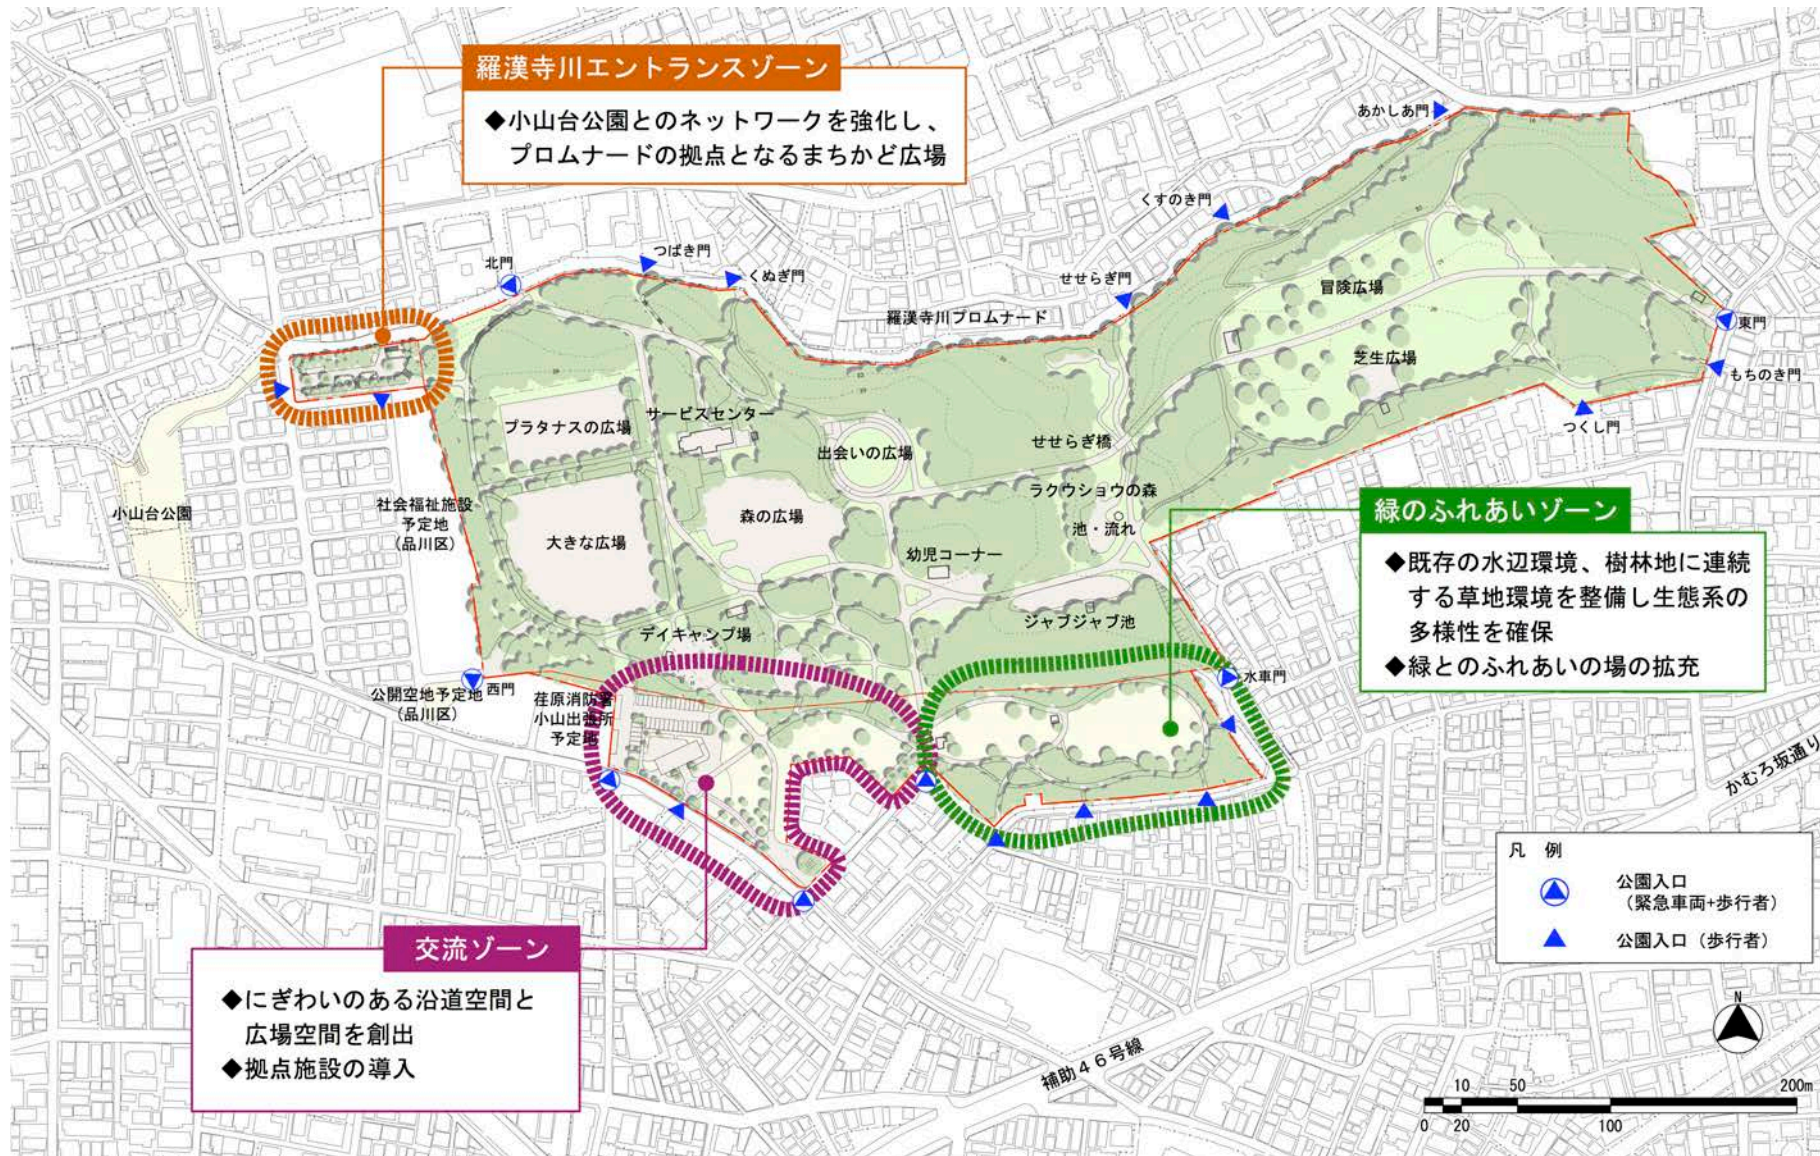 羅漢寺川エントランスゾーン
◆小山台公園とのネットワークを強化し、
プロムナードの拠点となるまちかど広場
あかしあ門
くすのき門
つばき門
北門
くぬぎ門
せせらぎ門
冒険広場
羅漢寺川プロムナード
東門
芝生広場
もちのき門
つくし門
プラタナスの広場
サービスセンター
出会いの広場
せせらぎ橋
ラクウショウの森
池・流れ
小山台公園
社会福祉施設
予定地
(品川区)
大きな広場
森の広場
幼児コーナー
ジャブジャブ池
デイキャンプ場
緑のふれあいゾーン
◆既存の水辺環境、樹林地に連続
する草地環境を整備し生態系の
多様性を確保
◆緑とのふれあいの場の拡充
西門
公開空地予定地
(品川区)
荏原消防署
小山出張所
予定地
水車門
かむろ坂通り
凡 例
公園入口
(緊急車両+歩行者)
公園入口(歩行者)
交流ゾーン
◆にぎわいのある沿道空間と
広場空間を創出
◆拠点施設の導入
補助46号線
N
10 50 200m
0 20 100